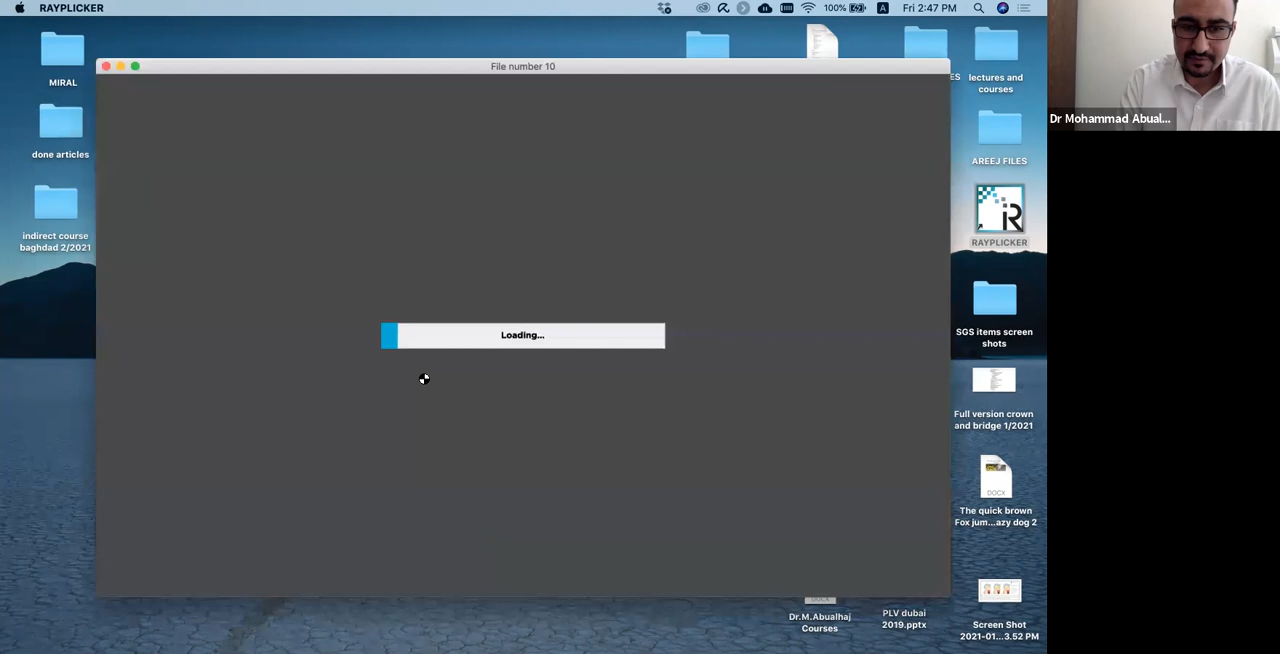 RAYPLICKER
100%
A
Fri 2:47 PM
MIRAL
done articles
indirect course
baghdad 2/2021
File number 10
Loading...
ES
lectures and
courses
AREEJ FILES
iR
RAYPLICKER
SGS items screen
shots
Full version crown
and bridge 1/2021
DOCX
The quick brown
Fox jum...azy dog 2
Dr.M.Abualhaj
Courses
PLV dubai
2019.pptx
Screen Shot
2021-01...3.52 PM
Dr Mohammad Abual...